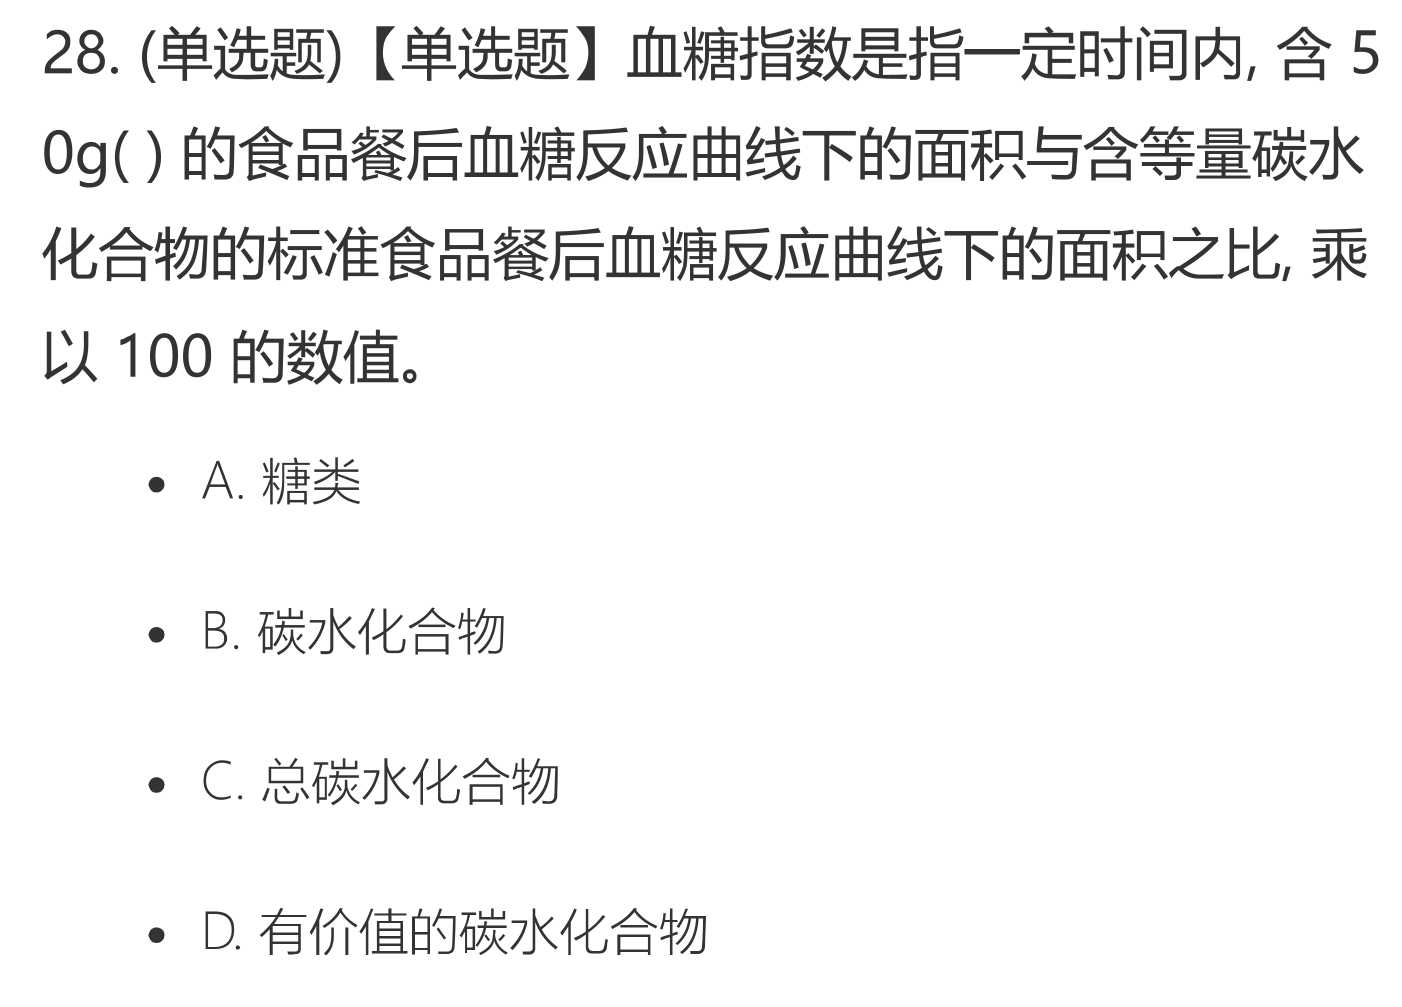 28. (单选题)【单选题】血糖指数是指一定时间内, 含 5
0g( ) 的食品餐后血糖反应曲线下的面积与含等量碳水
化合物的标准食品餐后血糖反应曲线下的面积之比, 乘
以 100 的数值。
• A. 糖类
• B. 碳水化合物
• C. 总碳水化合物
• D. 有价值的碳水化合物